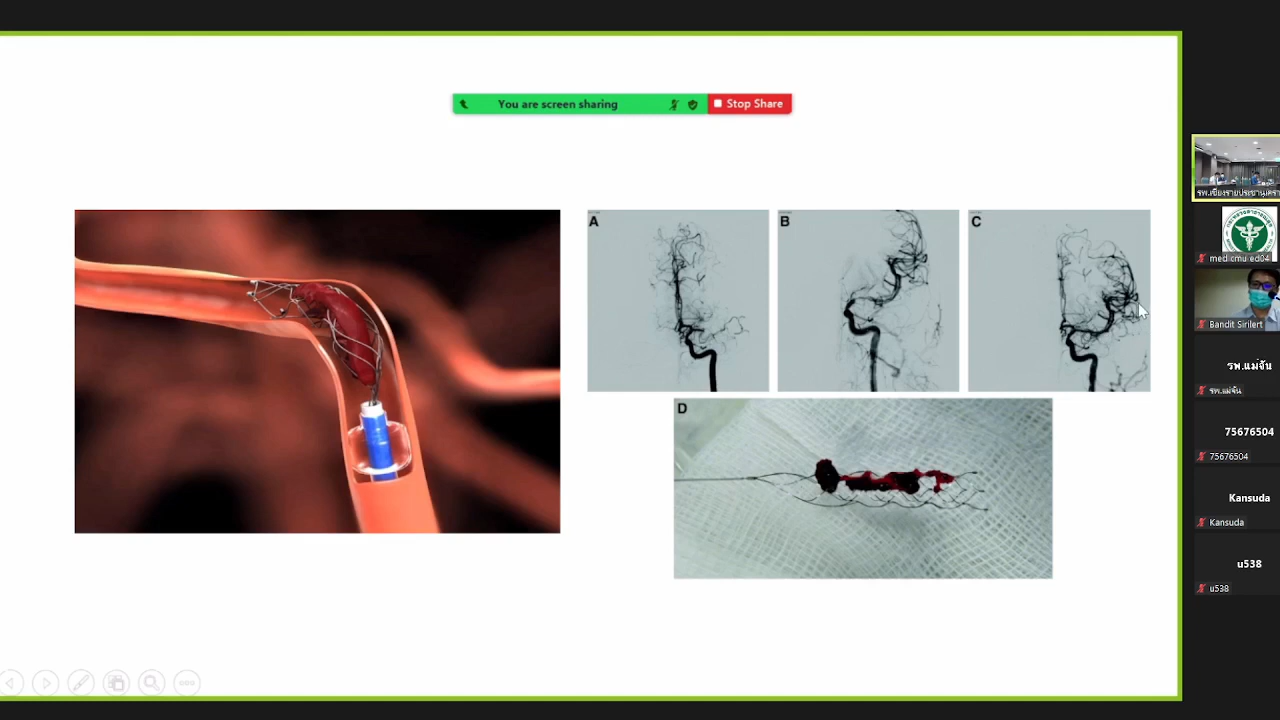 You are screen sharing
Stop Share
A
B
C
D
med cmu ed04
Bandit Sirilert
รพ.แม่จัน
รพ.แม่จัน
75676504
75676504
Kansuda
Kansuda
u538
u538